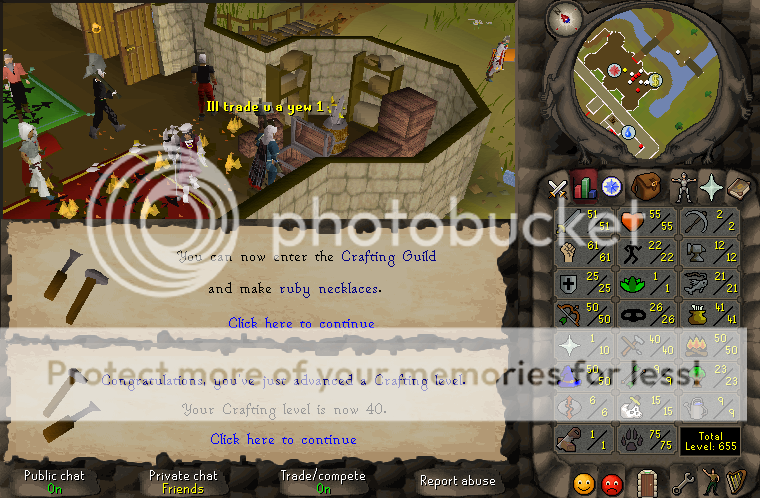 Ill trade u a yew 1
photobucket
You can now enter the Crafting Guild
and make ruby necklaces.
Click here to continue
Protect more of your memories for less!
Congratulations, you've just advanced a Crafting level.
Your Crafting level is now 40.
Click here to continue
Public chat
On
Private chat
Friends
Trade/compete
On
Report abuse
51/51 55/55 2/2
61/61 22/22 12/12
25/25 1/1 21/21
50/50 26/26 41/41
1/10 40/40 50/50
50/50 9/9 23/23
6/6 15/15 9/9
1/1 75/75
Total
Level: 655